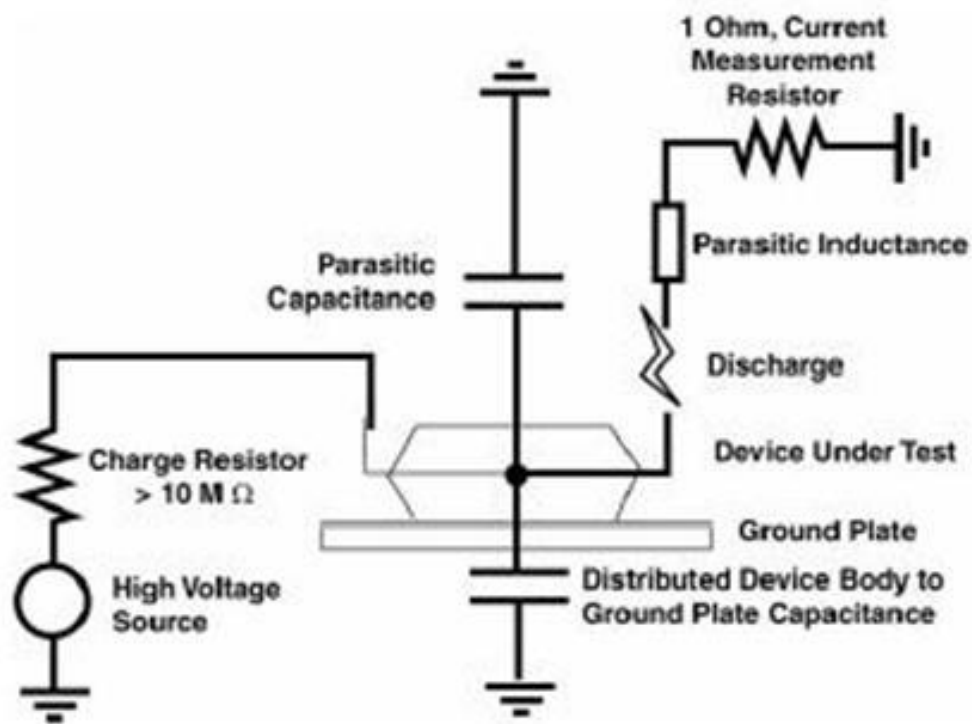 1 Ohm, Current
Measurement
Resistor
Parasitic Inductance
Parasitic
Capacitance
Discharge
Device Under Test
Charge Resistor
> 10 M Ω
Ground Plate
High Voltage
Source
Distributed Device Body to
Ground Plate Capacitance